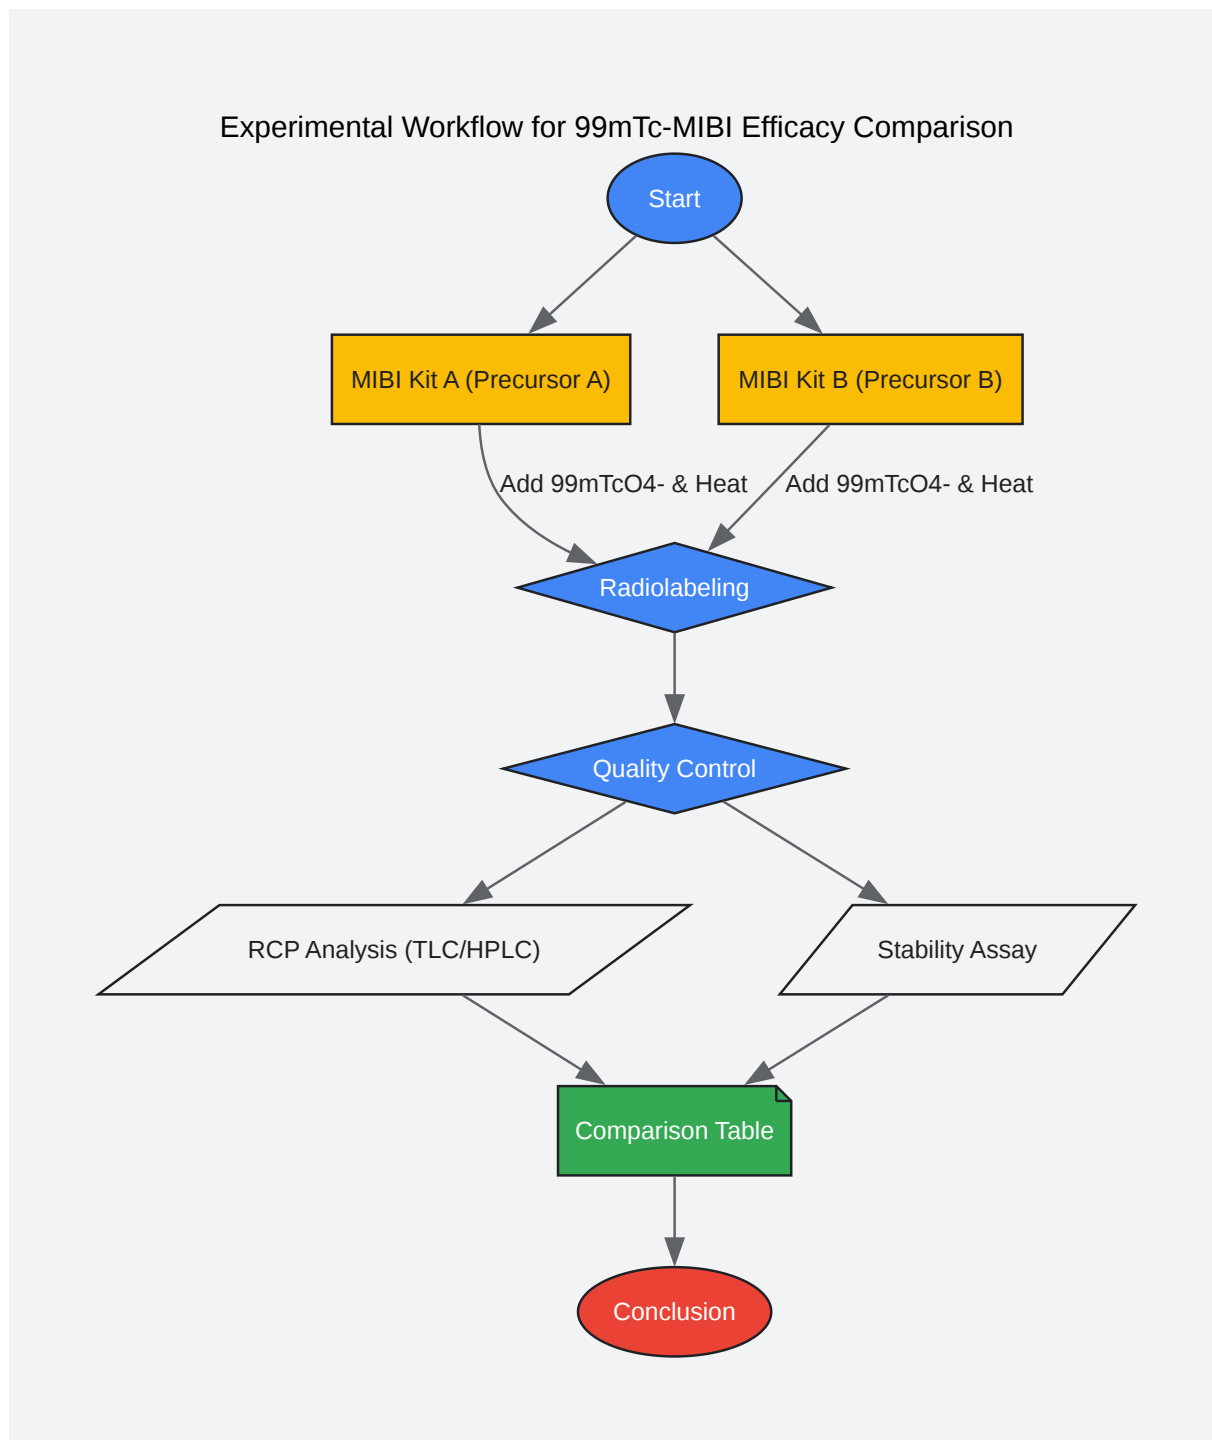 Experimental Workflow for 99mTc-MIBI Efficacy Comparison
Start
MIBI Kit A (Precursor A)
MIBI Kit B (Precursor B)
Add 99mTcO4- & Heat
Add 99mTcO4- & Heat
Radiolabeling
Quality Control
RCP Analysis (TLC/HPLC)
Stability Assay
Comparison Table
Conclusion